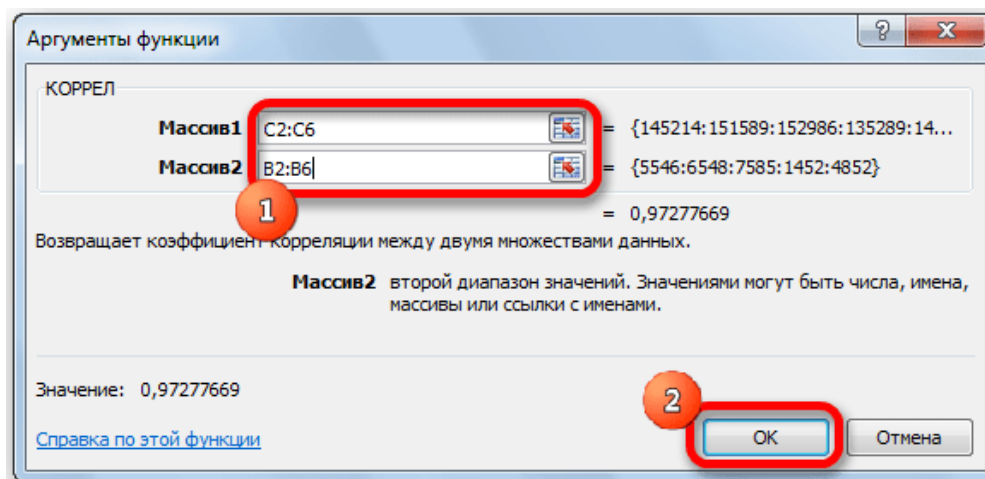 Аргументы функции
КОРРЕЛ
Массив1 C2:C6 = {145214:151589:152986:135289:14...
Массив2 B2:B6 = {5546:6548:7585:1452:4852}
1
= 0,97277669
Возвращает коэффициент корреляции между двумя множествами данных.
Массив2 второй диапазон значений. Значениями могут быть числа, имена,
массивы или ссылки с именами.
Значение: 0,97277669
2
Справка по этой функции
ОК Отмена